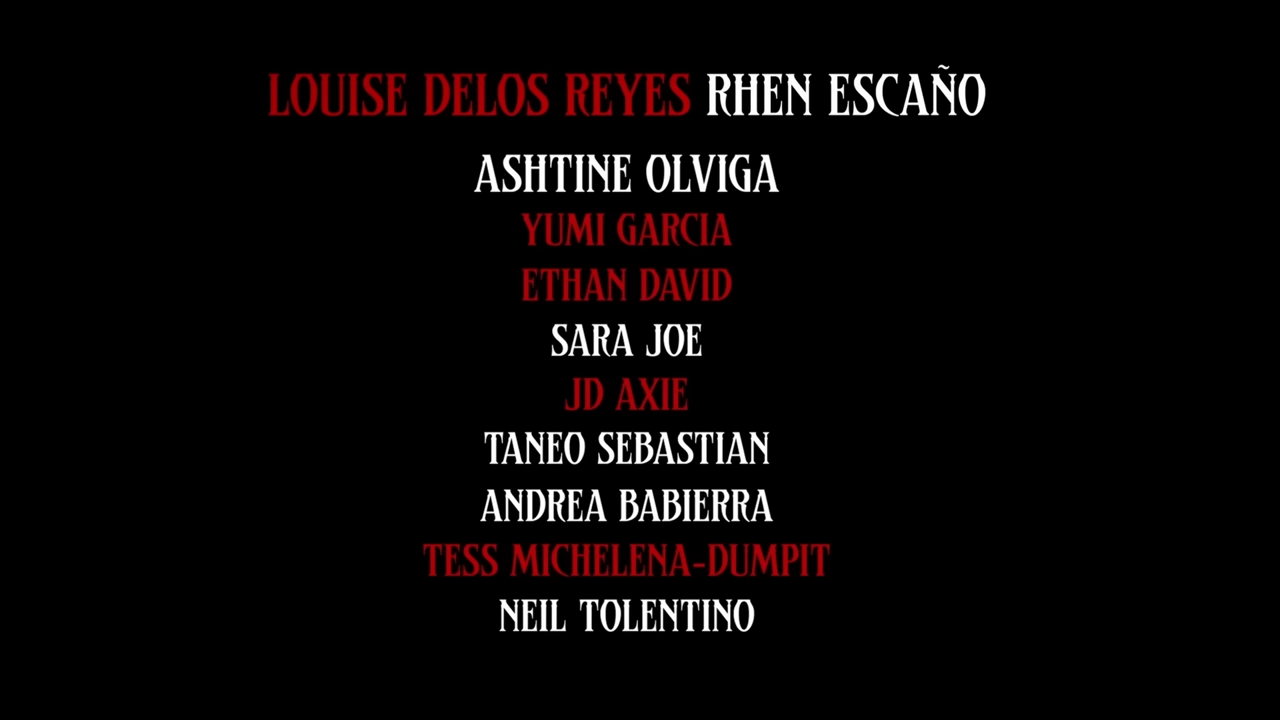 LOUISE DELOS REYES RHEN ESCAÑO
ASHTINE OLVIGA
YUMI GARCIA
ETHAN DAVID
SARA JOE
JD AXIE
TANEO SEBASTIAN
ANDREA BABIERRA
TESS MICHELENA-DUMPIT
NEIL TOLENTINO